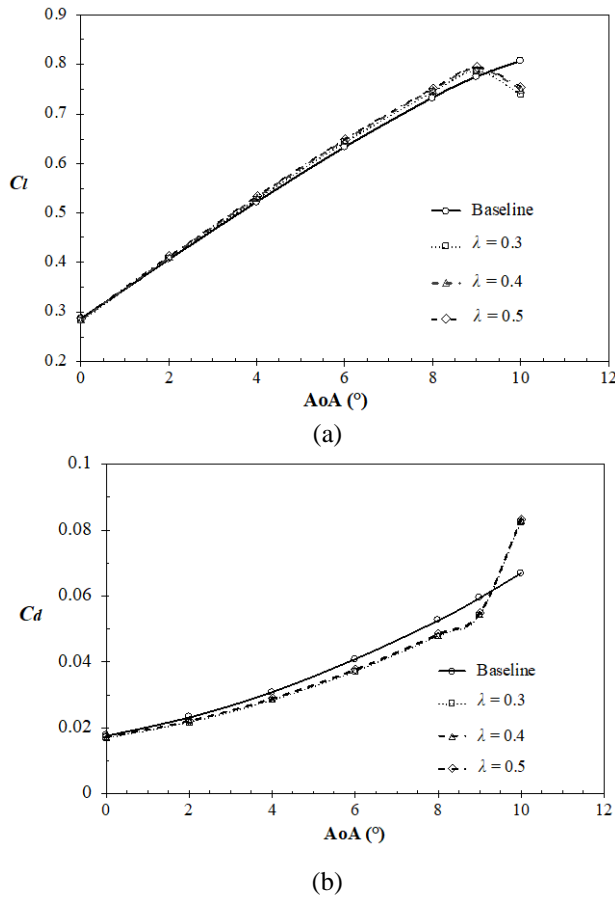 0.9
0.8
0.7
0.6
0.5
0.4
0.3
0.2
Cl
Baseline
λ = 0.3
λ = 0.4
λ = 0.5
0 2 4 6 8 10 12
AoA (°)
(a)
0.1
0.08
0.06
0.04
0.02
0
Cd
Baseline
λ = 0.3
λ = 0.4
λ = 0.5
0 2 4 6 8 10 12
AoA (°)
(b)